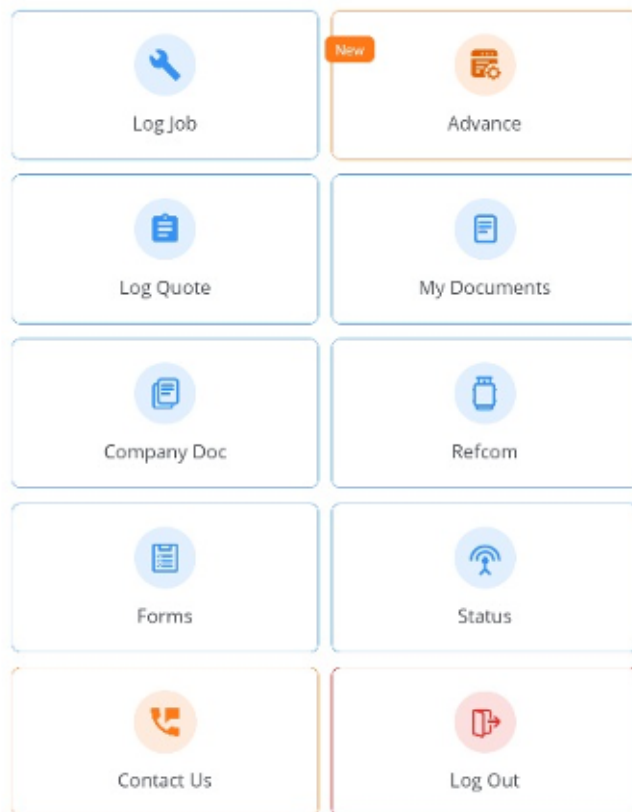 Log Job
New
Advance
Log Quote
My Documents
Company Doc
Refcom
Forms
Status
Contact Us
Log Out